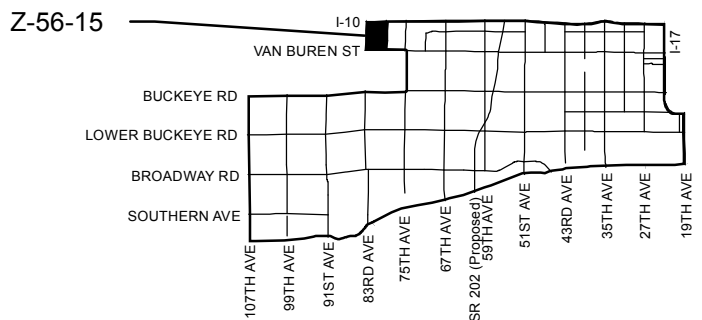 Z-56-15
I-10
I-17
VAN BUREN ST
BUCKEYE RD
LOWER BUCKEYE RD
BROADWAY RD
SOUTHERN AVE
107TH AVE
99TH AVE
91ST AVE
83RD AVE
75TH AVE
67TH AVE
SR 202 (Proposed)
59TH AVE
51ST AVE
43RD AVE
35TH AVE
27TH AVE
19TH AVE